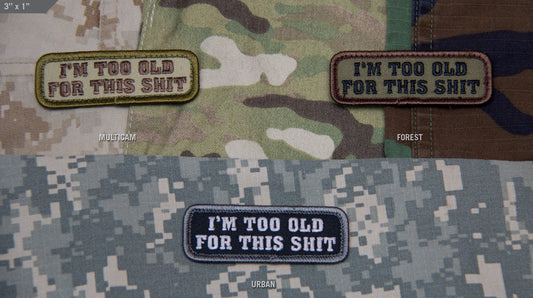 3" x 1"
I'M TOO OLD
FOR THIS SHIT
MULTICAM
I'M TOO OLD
FOR THIS SHIT
FOREST
I'M TOO OLD
FOR THIS SHIT
URBAN